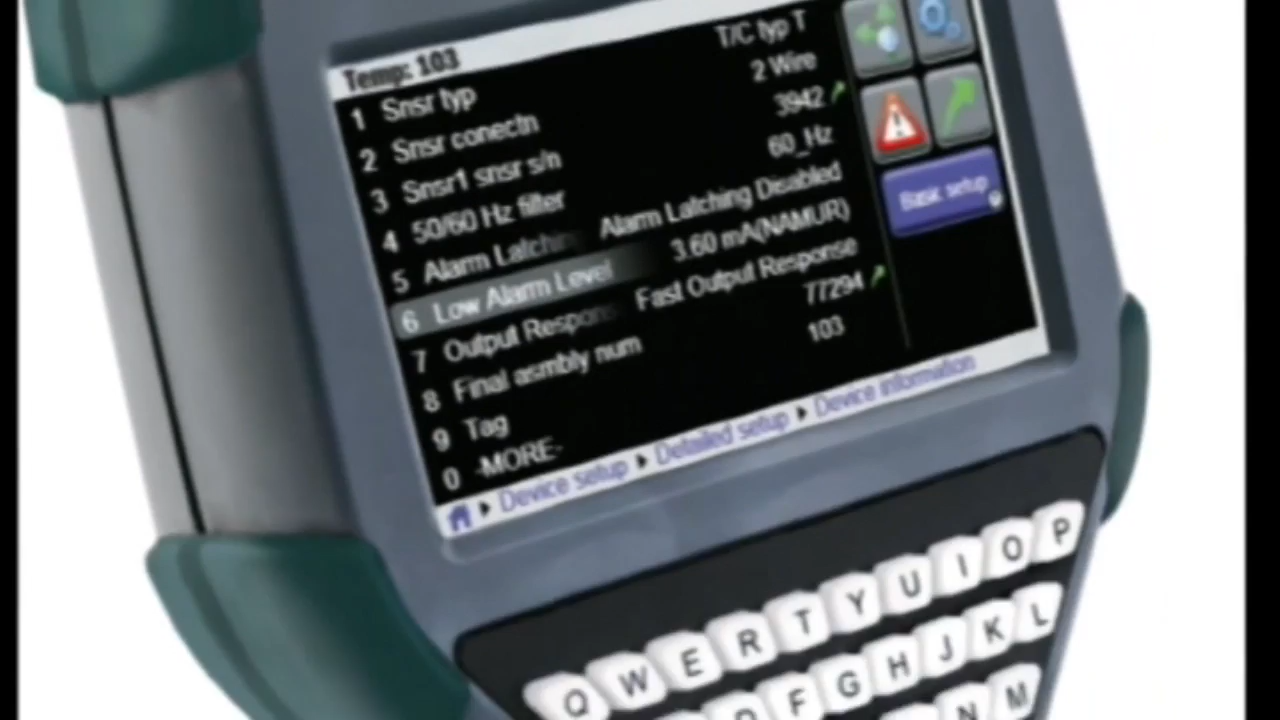 Temp: 103
1 Snsr typ T/C typ T
2 Snsr conectn 2 Wire
3 Snsr1 snsr s/n 3942
4 50/60 Hz filter 60_Hz
5 Alarm Latchin Alarm Latching Disabled
6 Low Alarm Level 3.60 mA(NAMUR)
7 Output Respon Fast Output Response
8 Final asmbly num 77294
9 Tag 103
0 -MORE-
Basic setup
Device setup Detailed setup Device information
Q W E R T Y U I O P
D F G H J K L
N M